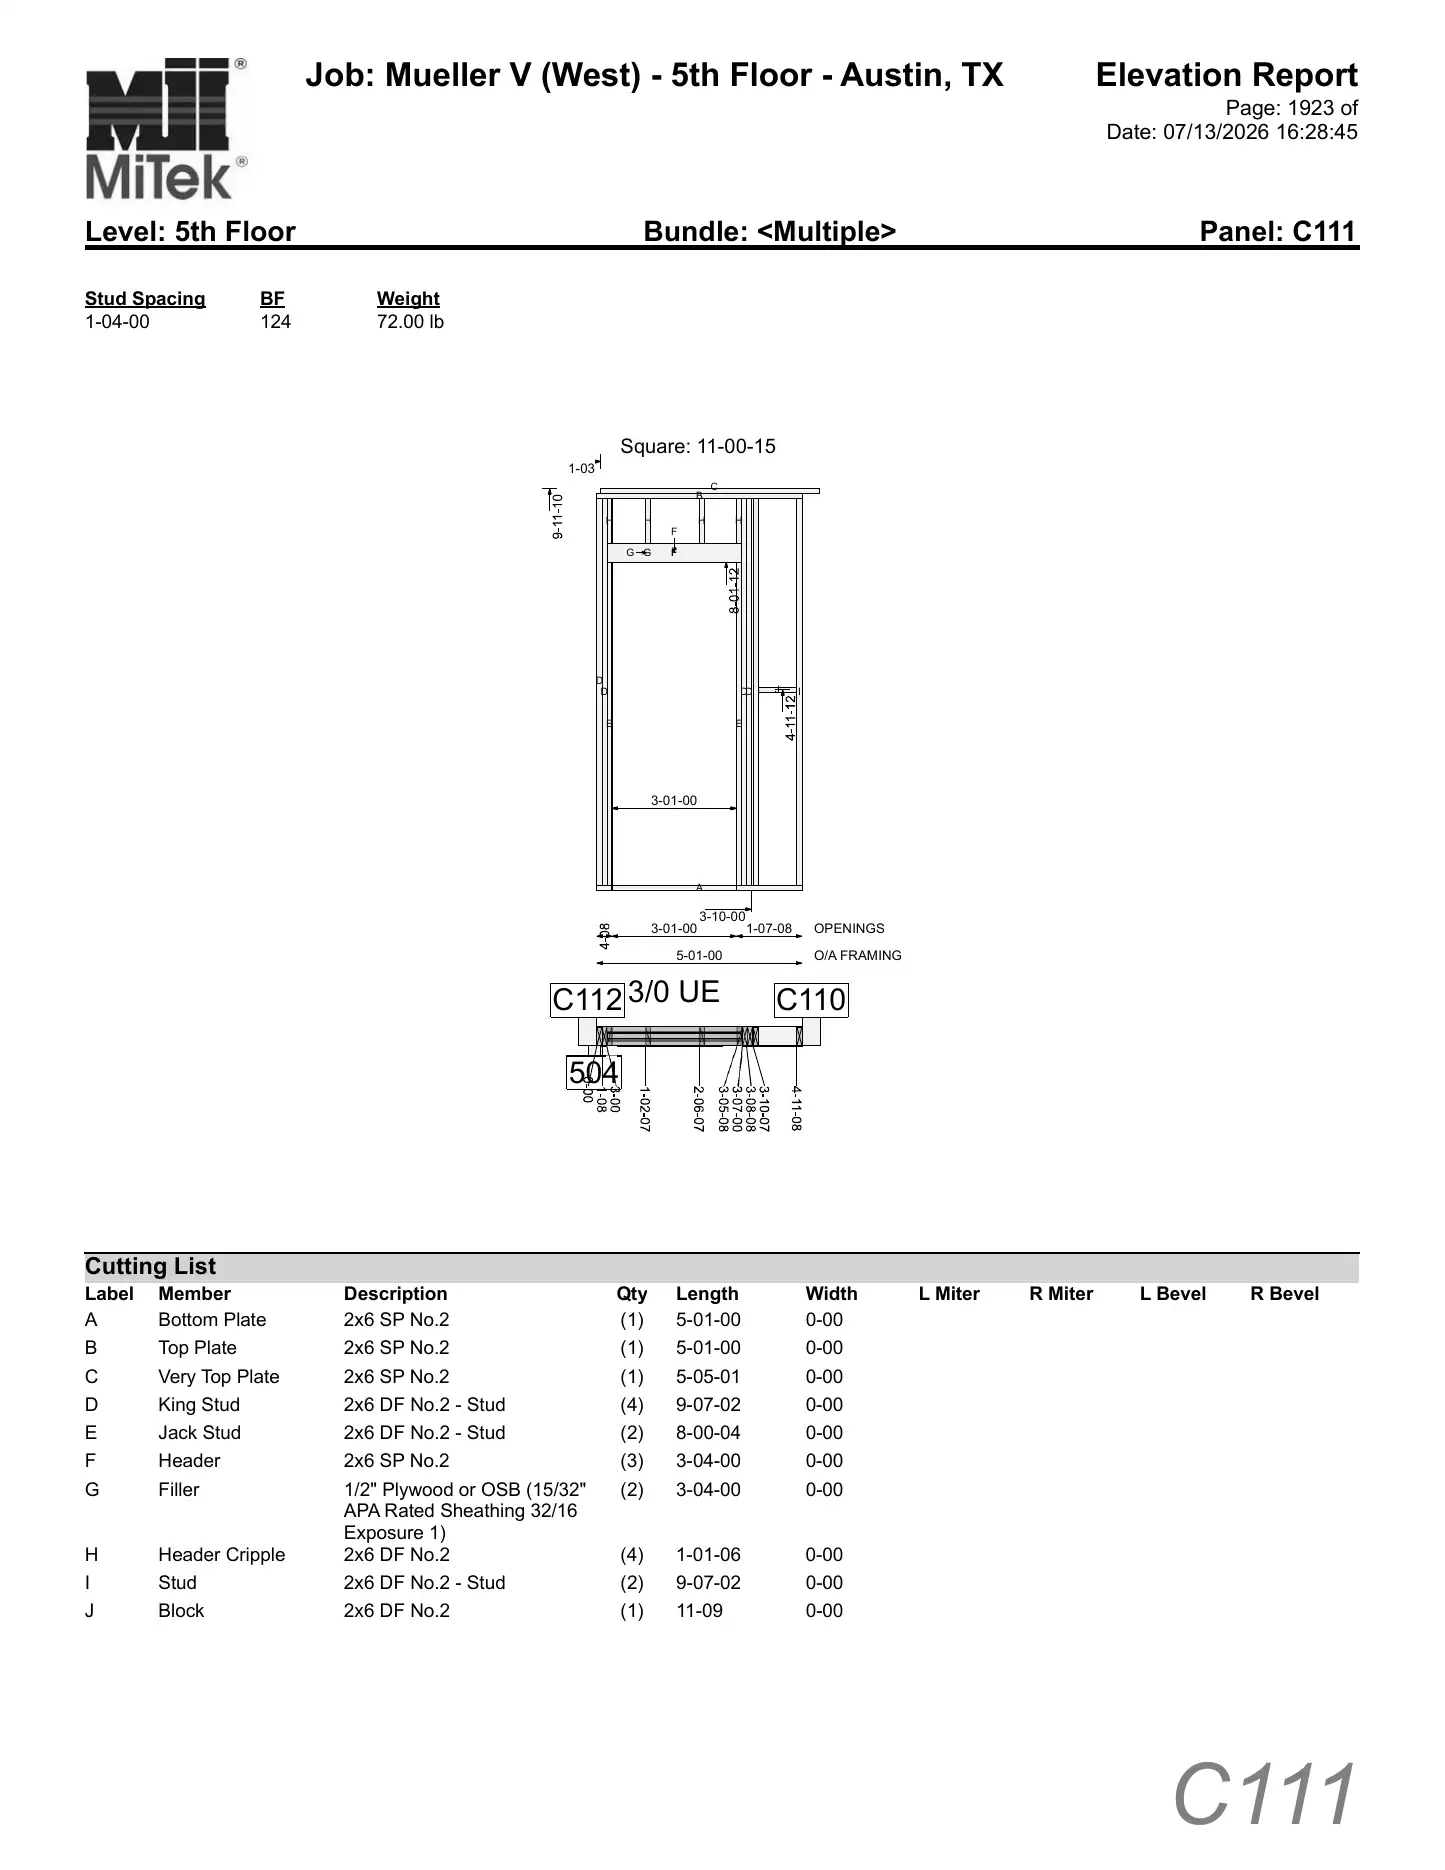 MiTek®
Job: Mueller V (West) - 5th Floor - Austin, TX
Elevation Report
Page: 1923 of
Date: 07/13/2026 16:28:45
Level: 5th Floor Bundle: <Multiple> Panel: C111
Stud Spacing BF Weight
1-04-00 124 72.00 lb
Square: 11-00-15
1-03
9-11-10
C
B
H H H H
F
G G F
8-01-12
D
D
I
4-11-12
E E
3-01-00
A
3-10-00
4-08 3-01-00 1-07-08 OPENINGS
5-01-00 O/A FRAMING
C112 3/0 UE C110
504
1-08 3-00 1-02-07 2-06-07 3-05-08 3-07-00 3-08-08 3-10-07 4-11-08
Cutting List
Label Member Description Qty Length Width L Miter R Miter L Bevel R Bevel
A Bottom Plate 2x6 SP No.2 (1) 5-01-00 0-00
B Top Plate 2x6 SP No.2 (1) 5-01-00 0-00
C Very Top Plate 2x6 SP No.2 (1) 5-05-01 0-00
D King Stud 2x6 DF No.2 - Stud (4) 9-07-02 0-00
E Jack Stud 2x6 DF No.2 - Stud (2) 8-00-04 0-00
F Header 2x6 SP No.2 (3) 3-04-00 0-00
G Filler 1/2" Plywood or OSB (15/32" (2) 3-04-00 0-00
APA Rated Sheathing 32/16
Exposure 1)
H Header Cripple 2x6 DF No.2 (4) 1-01-06 0-00
I Stud 2x6 DF No.2 - Stud (2) 9-07-02 0-00
J Block 2x6 DF No.2 (1) 11-09 0-00
C111